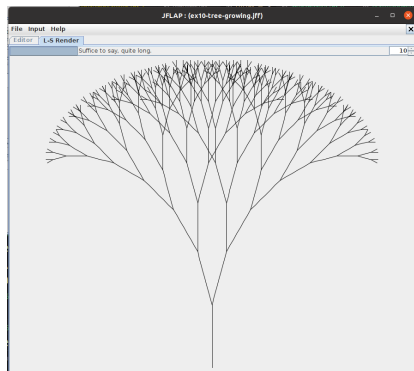 JFLAP : (ex10-tree-growing.jff)
File Input Help
Editor L-S Render
Suffice to say, quite long.
10